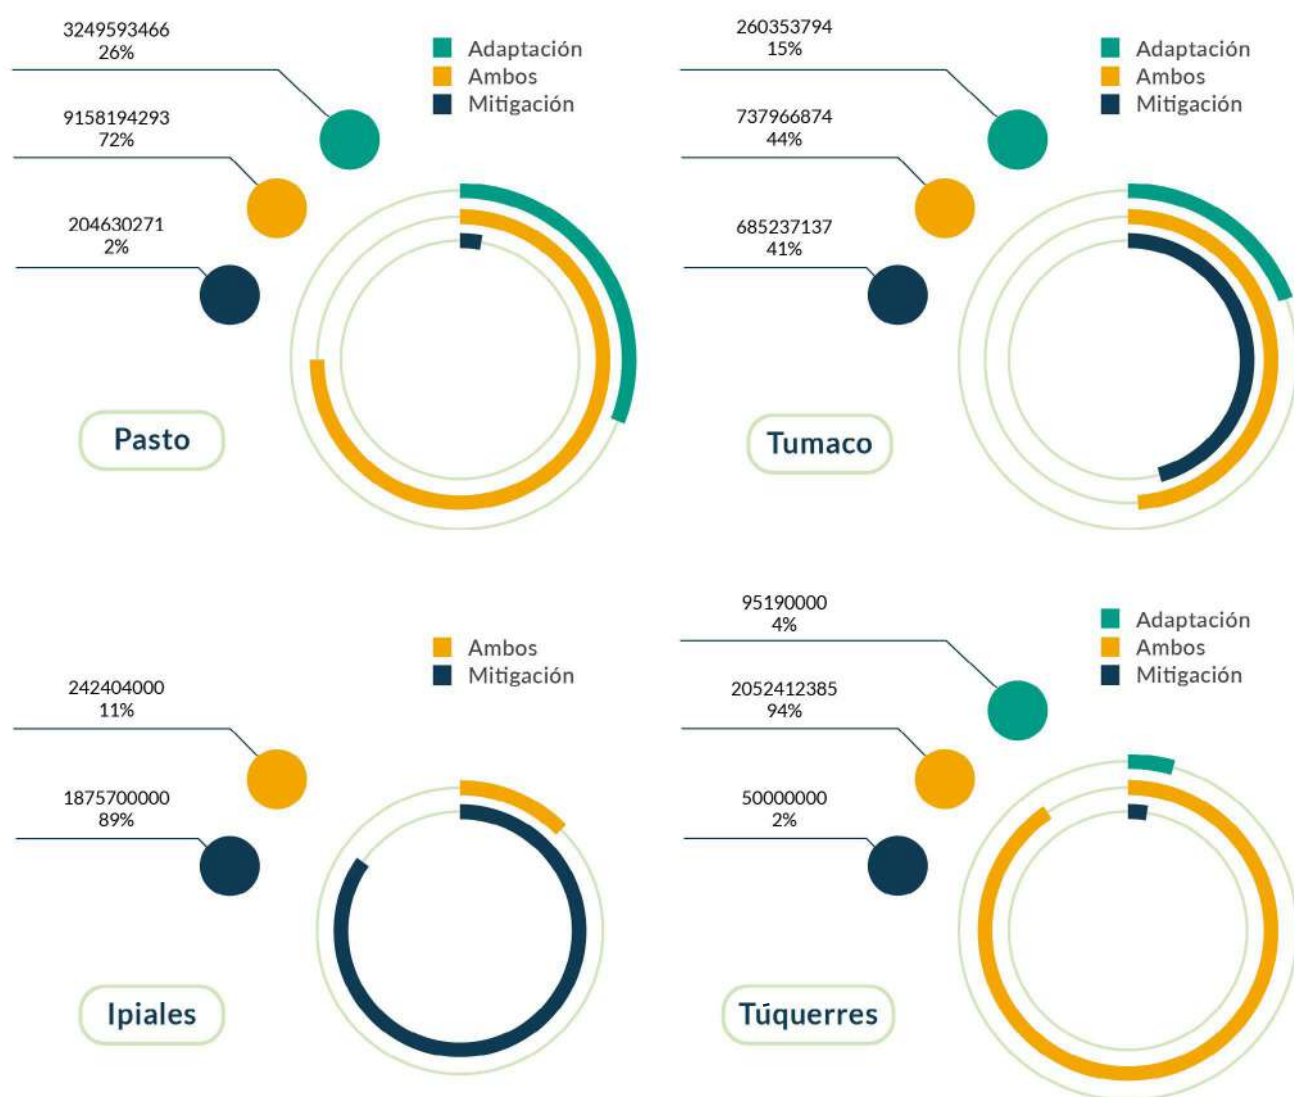 3249593466
26%
9158194293
72%
204630271
2%
Adaptación
Ambos
Mitigación
Pasto
260353794
15%
737966874
44%
685237137
41%
Adaptación
Ambos
Mitigación
Tumaco
242404000
11%
1875700000
89%
Ambos
Mitigación
Ipiales
95190000
4%
2052412385
94%
50000000
2%
Adaptación
Ambos
Mitigación
Túquerres